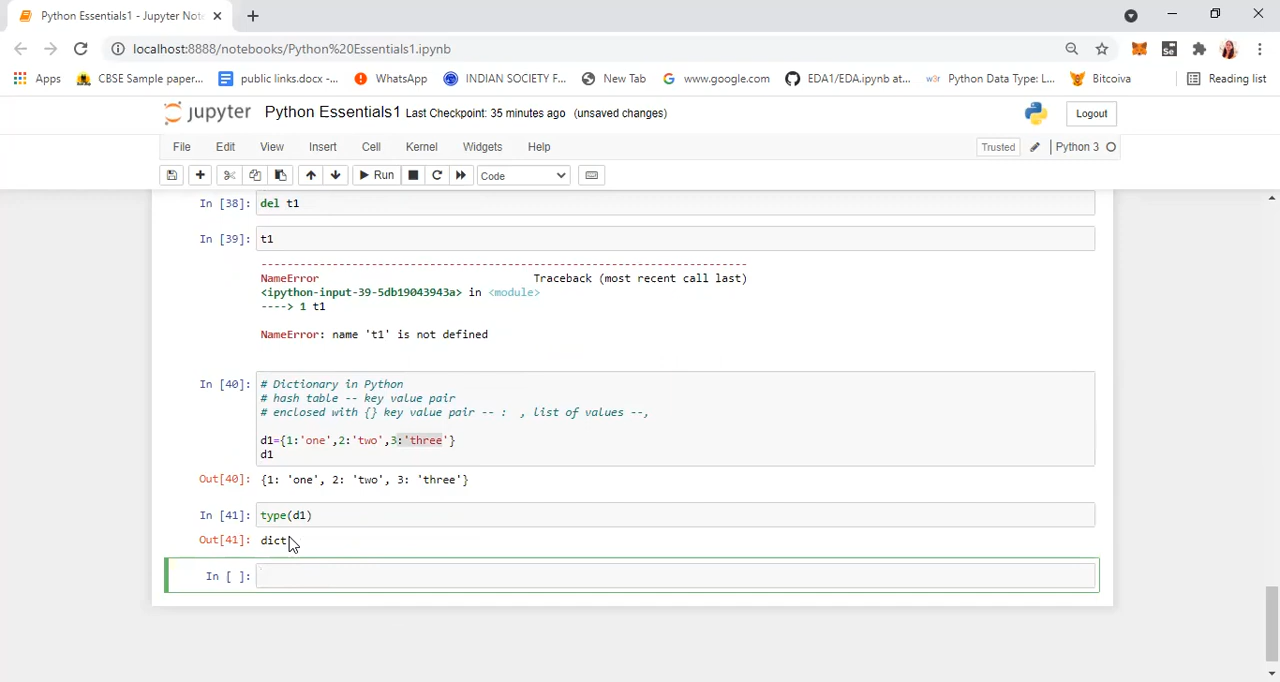 Python Essentials1 - Jupyter Not
localhost:8888/notebooks/Python%20Essentials1.ipynb
Apps CBSE Sample paper... public links.docx -... WhatsApp INDIAN SOCIETY F... New Tab www.google.com EDA1/EDA.ipynb at... Python Data Type: L... Bitcoiva Reading list
jupyter Python Essentials1 Last Checkpoint: 35 minutes ago (unsaved changes) Logout
File Edit View Insert Cell Kernel Widgets Help Trusted Python 3
Run Code
In [38]: del t1
In [39]: t1
---------------------------------------------------------------------------
NameError Traceback (most recent call last)
<ipython-input-39-5db19043943a> in <module>
----> 1 t1
NameError: name 't1' is not defined
In [40]: # Dictionary in Python
# hash table -- key value pair
# enclosed with {} key value pair -- : , list of values --,
d1={1:'one',2:'two',3:'three'}
d1
Out[40]: {1: 'one', 2: 'two', 3: 'three'}
In [41]: type(d1)
Out[41]: dict
In [ ]: